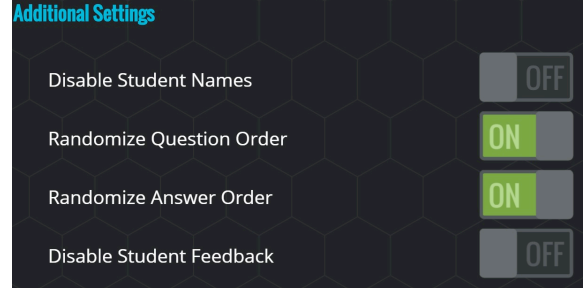 Additional Settings
Disable Student Names OFF
Randomize Question Order ON
Randomize Answer Order ON
Disable Student Feedback OFF